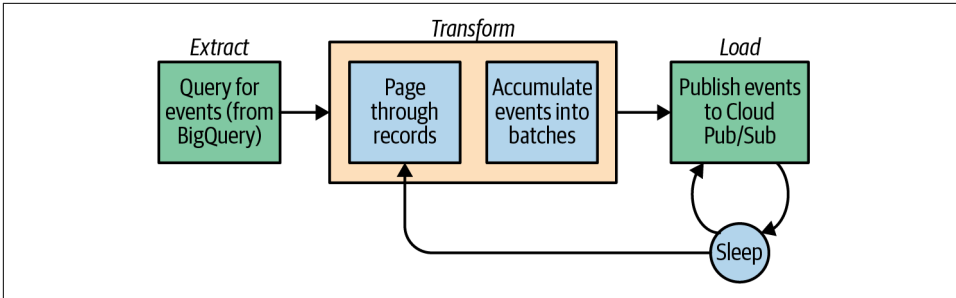 Extract
Transform
Load
Query for
events (from
BigQuery)
Page
through
records
Accumulate
events into
batches
Publish events
to Cloud
Pub/Sub
Sleep